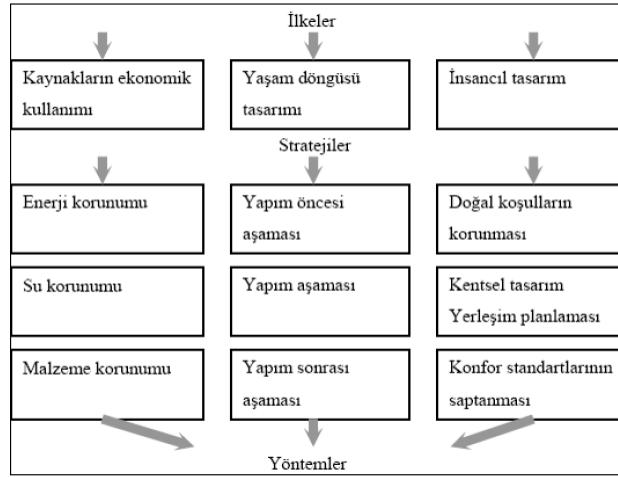 İlkeler
Kaynakların ekonomik
kullanımı
Yaşam döngüsü
tasarımı
İnsancıl tasarım
Stratejiler
Enerji korunumu
Yapım öncesi
aşaması
Doğal koşulların
korunması
Su korunumu
Yapım aşaması
Kentsel tasarım
Yerleşim planlaması
Malzeme korunumu
Yapım sonrası
aşaması
Konfor standartlarının
saptanması
Yöntemler